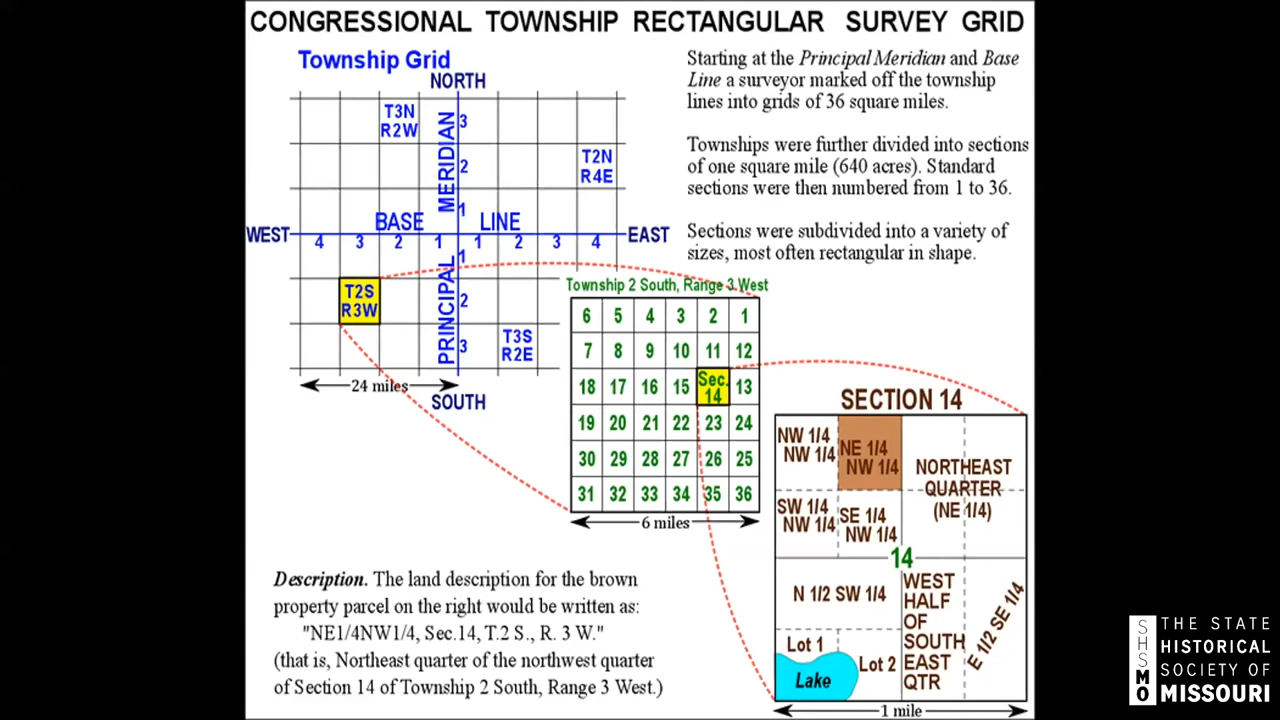 CONGRESSIONAL TOWNSHIP RECTANGULAR SURVEY GRID
Township Grid
NORTH
T3N
R2W
T2N
R4E
MERIDIAN
3
2
1
BASE LINE
WEST
4 3 2 1 1 2 3 4
EAST
PRINCIPAL
1
2
3
T2S
R3W
T3S
R2E
24 miles
SOUTH
Starting at the Principal Meridian and Base
Line a surveyor marked off the township
lines into grids of 36 square miles.
Townships were further divided into sections
of one square mile (640 acres). Standard
sections were then numbered from 1 to 36.
Sections were subdivided into a variety of
sizes, most often rectangular in shape.
Township 2 South, Range 3 West
6 5 4 3 2 1
7 8 9 10 11 12
18 17 16 15 Sec. 14 13
19 20 21 22 23 24
30 29 28 27 26 25
31 32 33 34 35 36
6 miles
SECTION 14
NW 1/4
NW 1/4
NE 1/4
NW 1/4
NORTHEAST
QUARTER
(NE 1/4)
SW 1/4
NW 1/4
SE 1/4
NW 1/4
14
N 1/2 SW 1/4
WEST
HALF
OF
SOUTH
EAST
QTR
E 1/2 SE 1/4
Lot 1
Lot 2
Lake
1 mile
Description. The land description for the brown
property parcel on the right would be written as:
"NE1/4NW1/4, Sec.14, T.2 S., R. 3 W."
(that is, Northeast quarter of the northwest quarter
of Section 14 of Township 2 South, Range 3 West.)
SHSMO
THE STATE
HISTORICAL
SOCIETY OF
MISSOURI